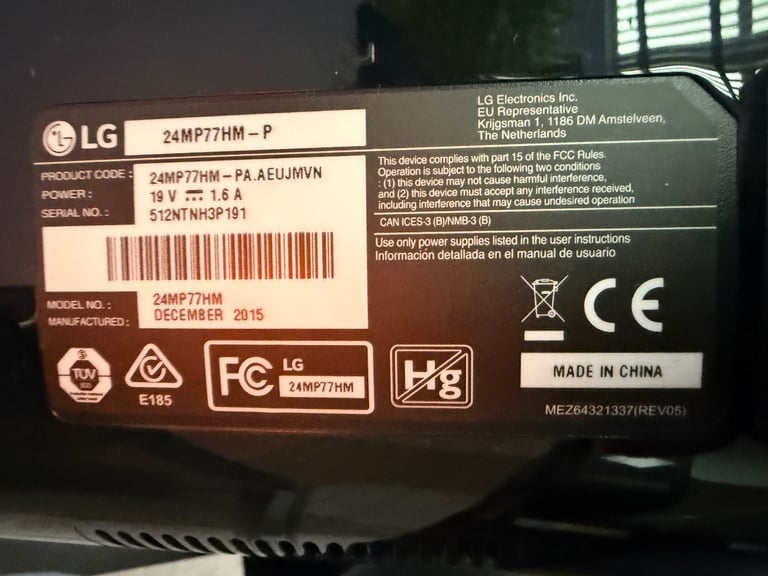 LG 24MP77HM-P
LG Electronics Inc.
EU Representative
Krijgsman 1, 1186 DM Amstelveen,
The Netherlands
PRODUCT CODE : 24MP77HM-PA.AEUJMVN
POWER : 19 V 1.6 A
SERIAL NO. : 512NTNH3P191
This device complies with part 15 of the FCC Rules.
Operation is subject to the following two conditions
: (1) this device may not cause harmful interference,
and (2) this device must accept any interference received,
including interference that may cause undesired operation
CAN ICES-3 (B)/NMB-3 (B)
Use only power supplies listed in the user instructions
Información detallada en el manual de usuario
MODEL NO. : 24MP77HM
MANUFACTURED : DECEMBER 2015
CE
TÜV
E185
FC LG
24MP77HM
Hg
MADE IN CHINA
MEZ64321337(REV05)